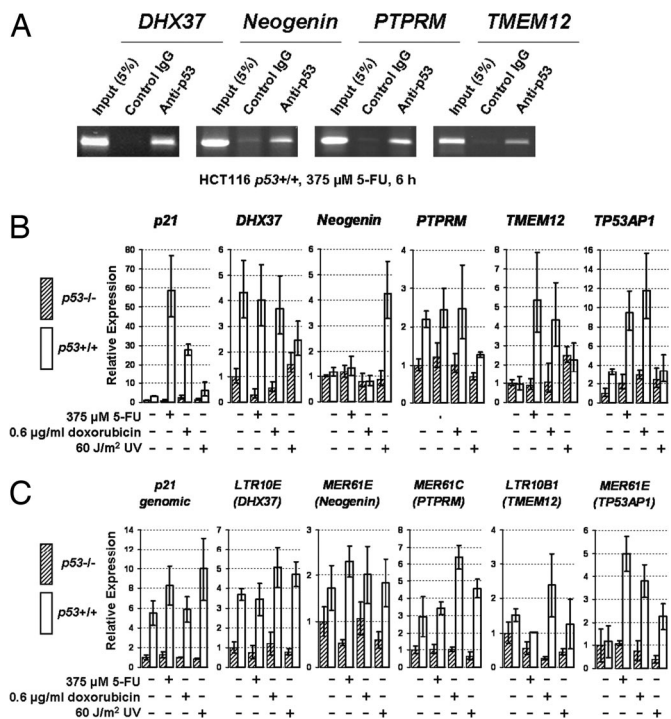 A
DHX37 Neogenin PTPRM TMEM12
Input (5%) Control IgG Anti-p53 Input (5%) Control IgG Anti-p53 Input (5%) Control IgG Anti-p53 Input (5%) Control IgG Anti-p53
HCT116 p53+/+, 375 µM 5-FU, 6 h
B
p21 DHX37 Neogenin PTPRM TMEM12 TP53AP1
p53-/-
p53+/+
Relative Expression
80 70 60 50 40 30 20 10 0
6 5 4 3 2 1 0
6 5 4 3 2 1 0
4 2 0
8 7 6 5 4 3 2 1 0
16 14 12 10 8 6 4 2 0
375 µM 5-FU - - - + - - - - - + - - - - - + - - - - - + - - - - - + - -
0.6 µg/ml doxorubicin - - - + - - - - + - - - - + - - - - + - - - - + - - - - + -
60 J/m² UV - - - - + - - - - + - - - - + - - - - + - - - - + - - - - +
C
p21 genomic LTR10E (DHX37) MER61E (Neogenin) MER61C (PTPRM) LTR10B1 (TMEM12) MER61E (TP53AP1)
p53-/-
p53+/+
Relative Expression
14 12 10 8 6 4 2 0
7 6 5 4 3 2 1 0
3 2 1 0
8 7 6 5 4 3 2 1 0
4 3 2 1 0
6 5 4 3 2 1 0
375 µM 5-FU - - + - - - - + - - - - + - - - - + - - - - + - - - - + - -
0.6 µg/ml doxorubicin - - - + - - - - + - - - - + - - - - + - - - - + - - - - + -
60 J/m² UV - - - - + - - - - + - - - - + - - - - + - - - - + - - - - +